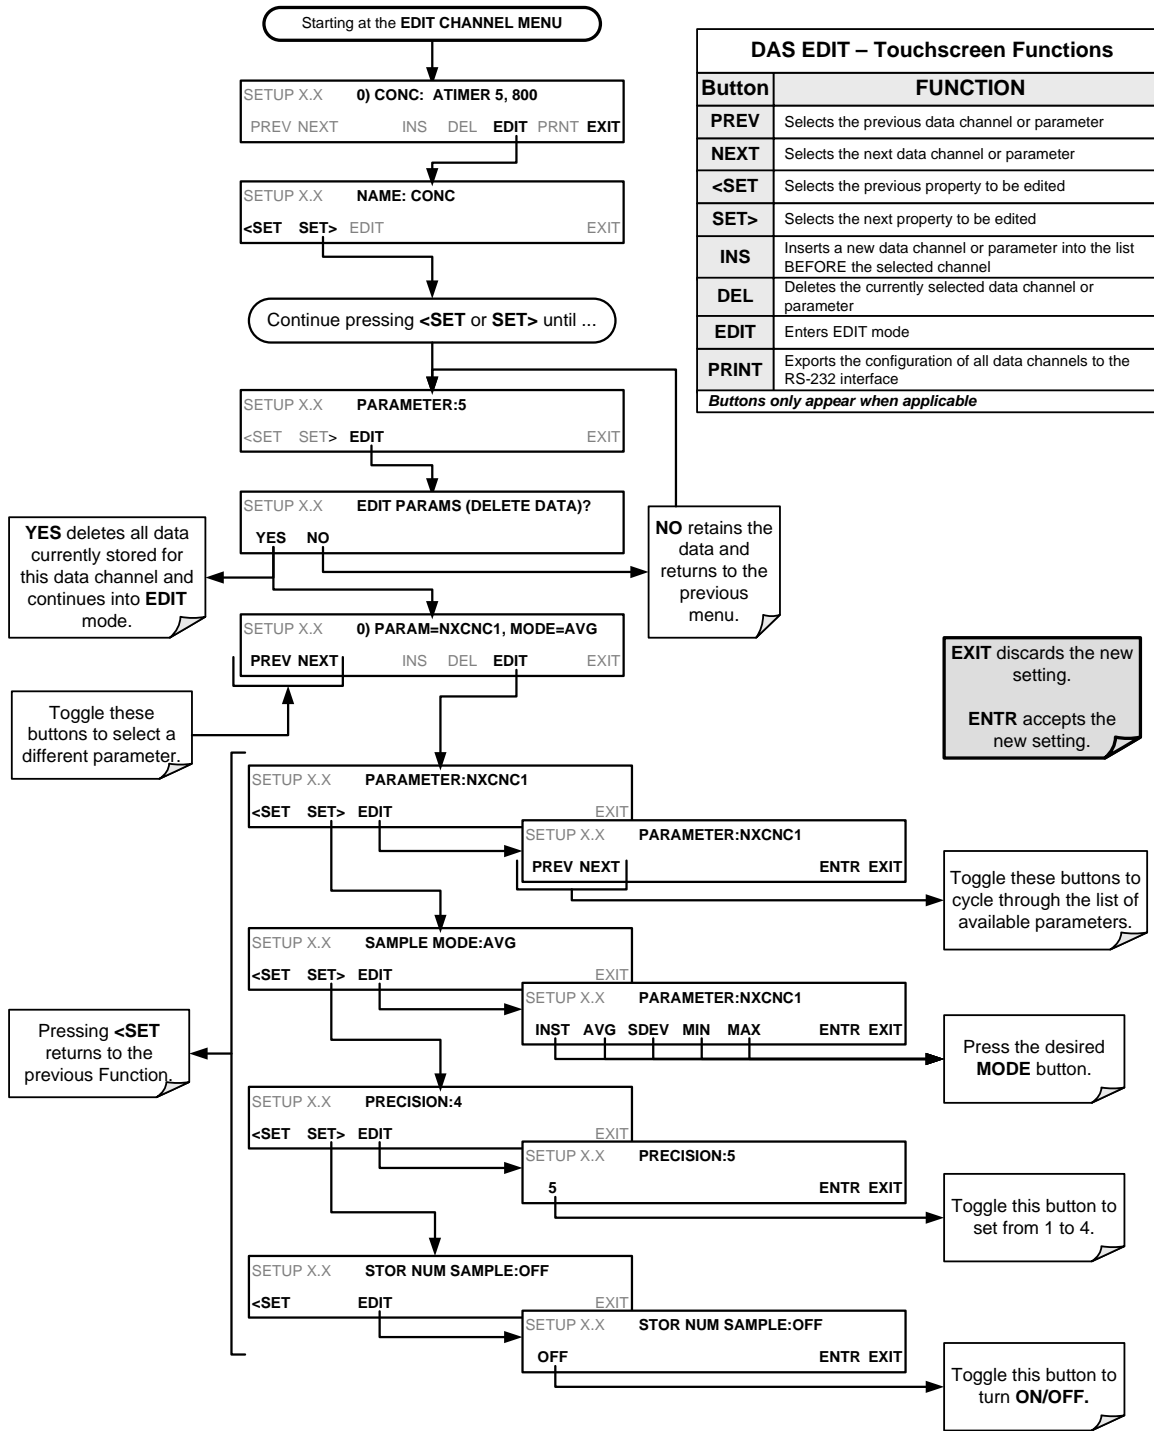 Starting at the EDIT CHANNEL MENU
SETUP X.X 0) CONC: ATIMER 5, 800
PREV NEXT INS DEL EDIT PRNT EXIT
SETUP X.X NAME: CONC
<SET SET> EDIT EXIT
Continue pressing <SET or SET> until ...
SETUP X.X PARAMETER:5
<SET SET> EDIT EXIT
SETUP X.X EDIT PARAMS (DELETE DATA)?
YES NO
YES deletes all data
currently stored for
this data channel and
continues into EDIT
mode.
NO retains the
data and
returns to the
previous
menu.
SETUP X.X 0) PARAM=NXCNC1, MODE=AVG
PREV NEXT INS DEL EDIT EXIT
Toggle these
buttons to select a
different parameter.
DAS EDIT – Touchscreen Functions
Button FUNCTION
PREV Selects the previous data channel or parameter
NEXT Selects the next data channel or parameter
<SET Selects the previous property to be edited
SET> Selects the next property to be edited
INS Inserts a new data channel or parameter into the list
BEFORE the selected channel
DEL Deletes the currently selected data channel or
parameter
EDIT Enters EDIT mode
PRINT Exports the configuration of all data channels to the
RS-232 interface
Buttons only appear when applicable
EXIT discards the new
setting.
ENTR accepts the
new setting.
SETUP X.X PARAMETER:NXCNC1
<SET SET> EDIT EXIT
SETUP X.X PARAMETER:NXCNC1
PREV NEXT ENTR EXIT
Toggle these buttons to
cycle through the list of
available parameters.
SETUP X.X SAMPLE MODE:AVG
<SET SET> EDIT EXIT
SETUP X.X PARAMETER:NXCNC1
INST AVG SDEV MIN MAX ENTR EXIT
Press the desired
MODE button.
Pressing <SET
returns to the
previous Function.
SETUP X.X PRECISION:4
<SET SET> EDIT EXIT
SETUP X.X PRECISION:5
5 ENTR EXIT
Toggle this button to
set from 1 to 4.
SETUP X.X STOR NUM SAMPLE:OFF
<SET EDIT EXIT
SETUP X.X STOR NUM SAMPLE:OFF
OFF ENTR EXIT
Toggle this button to
turn ON/OFF.